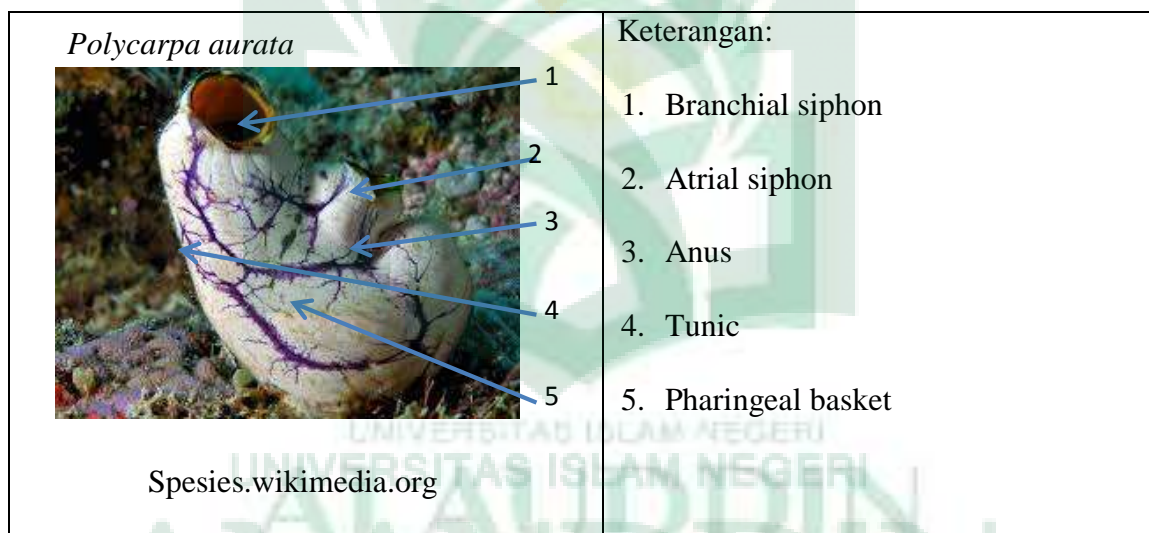 Polycarpa aurata
1
2
3
4
5
Spesies.wikimedia.org
Keterangan:
1. Branchial siphon
2. Atrial siphon
3. Anus
4. Tunic
5. Pharingeal basket
UNIVERSITAS ISLAM NEGERI
UNIVERSITAS ISLAM NEGERI
ALAUDDIN